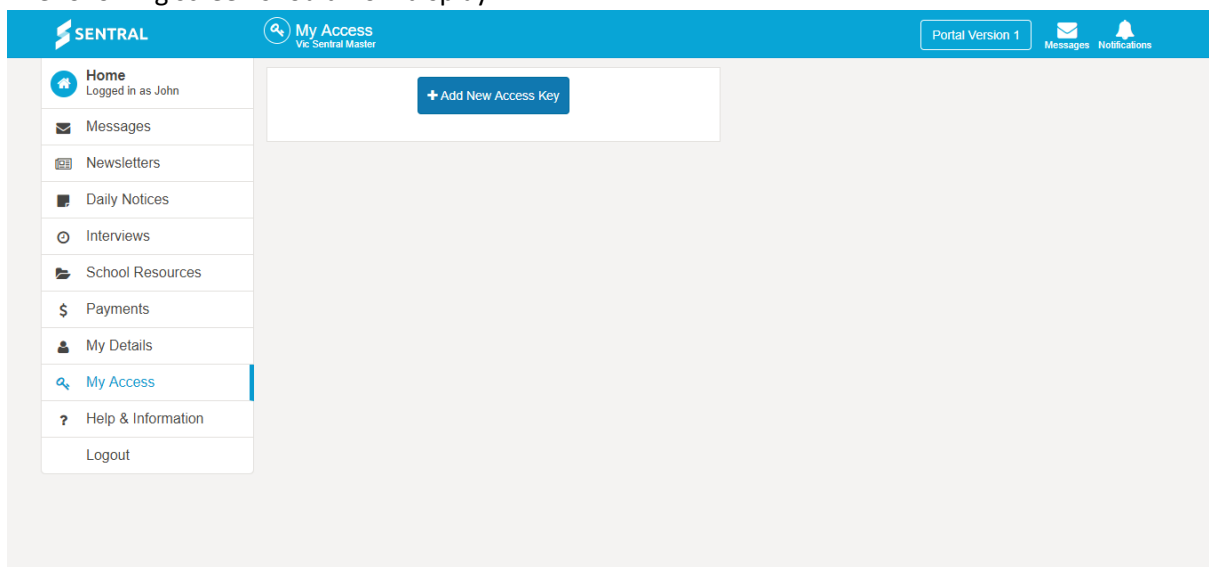 SENTRAL
My Access
Vic Sentral Master
Portal Version 1
Messages Notifications
Home
Logged in as John
+ Add New Access Key
Messages
Newsletters
Daily Notices
Interviews
School Resources
$ Payments
My Details
My Access
? Help & Information
Logout